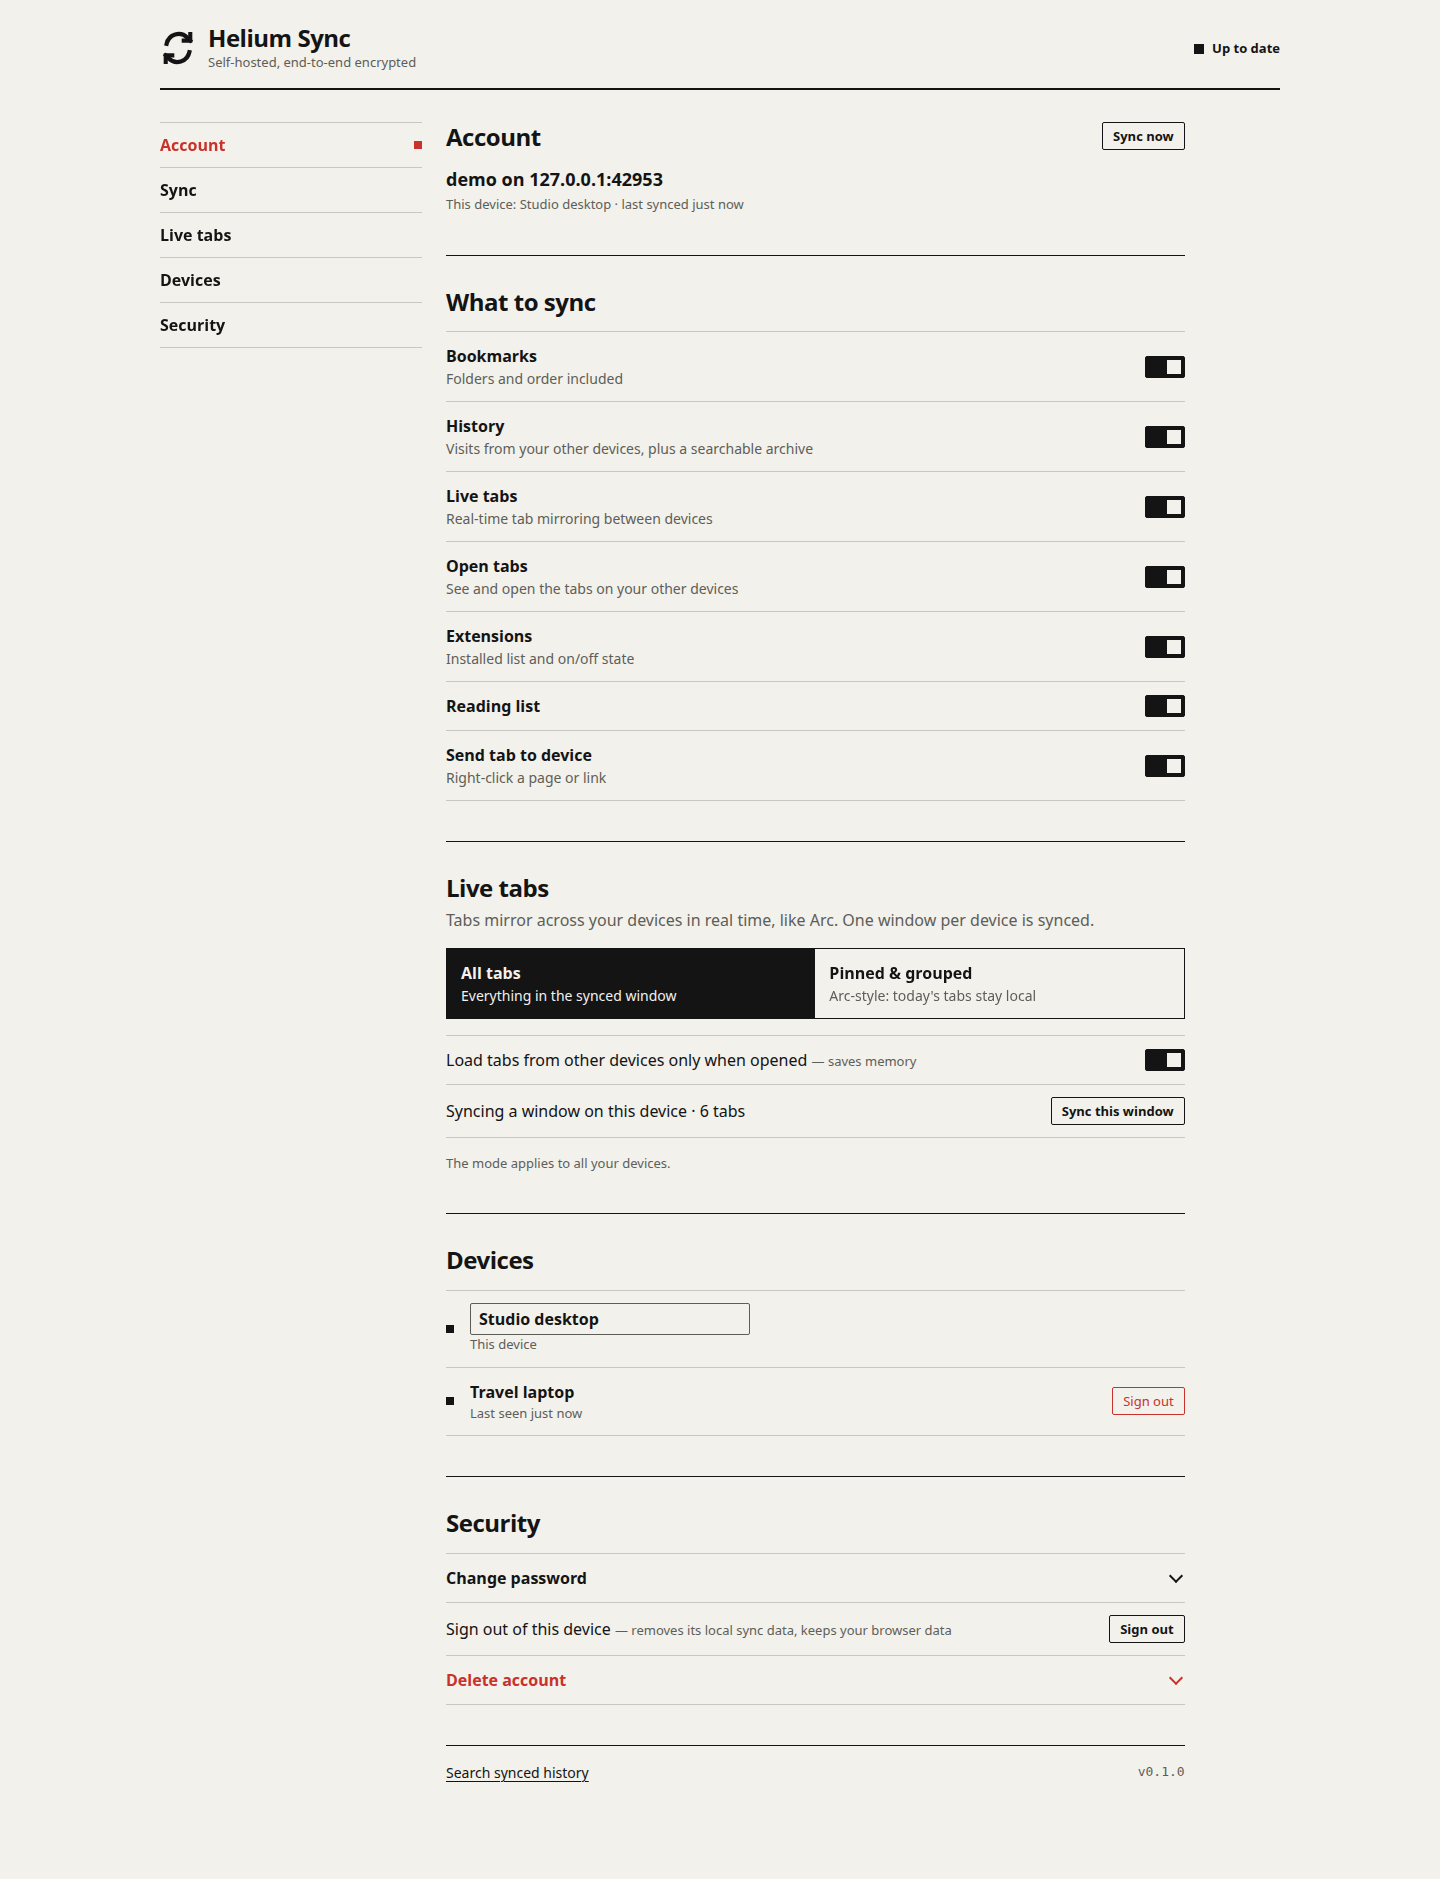 Helium Sync
Self-hosted, end-to-end encrypted
Up to date
Account
Sync
Live tabs
Devices
Security
Account
Sync now
demo on 127.0.0.1:42953
This device: Studio desktop · last synced just now
What to sync
Bookmarks
Folders and order included
History
Visits from your other devices, plus a searchable archive
Live tabs
Real-time tab mirroring between devices
Open tabs
See and open the tabs on your other devices
Extensions
Installed list and on/off state
Reading list
Send tab to device
Right-click a page or link
Live tabs
Tabs mirror across your devices in real time, like Arc. One window per device is synced.
All tabs
Everything in the synced window
Pinned & grouped
Arc-style: today's tabs stay local
Load tabs from other devices only when opened — saves memory
Syncing a window on this device · 6 tabs
Sync this window
The mode applies to all your devices.
Devices
Studio desktop
This device
Travel laptop
Last seen just now
Sign out
Security
Change password
Sign out of this device — removes its local sync data, keeps your browser data
Sign out
Delete account
Search synced history
v0.1.0